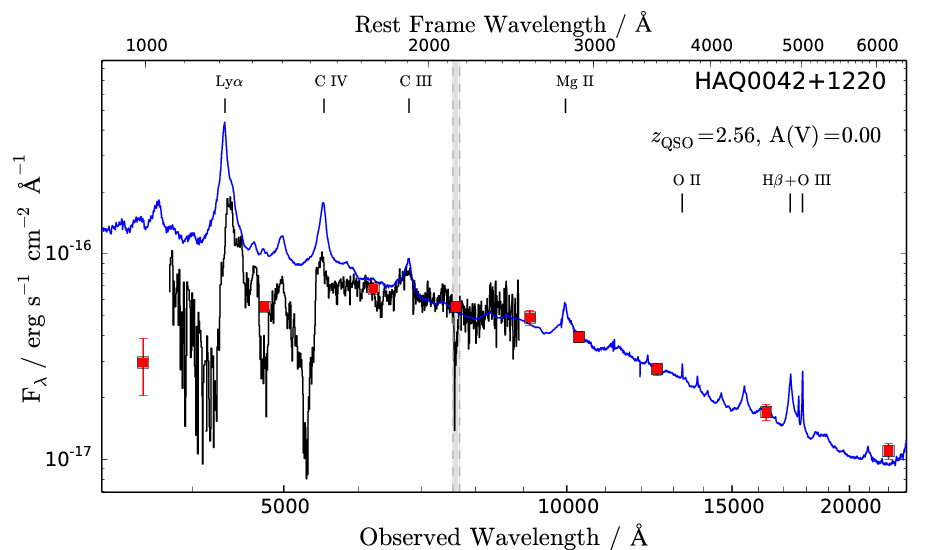 Rest Frame Wavelength / Å
1000 2000 3000 4000 5000 6000
Lyα C IV C III Mg II HAQ0042+1220
z_QSO=2.56, A(V)=0.00
O II Hβ+O III
10^-16
10^-17
F_λ / erg s^-1 cm^-2 Å^-1
5000 10000 15000 20000
Observed Wavelength / Å